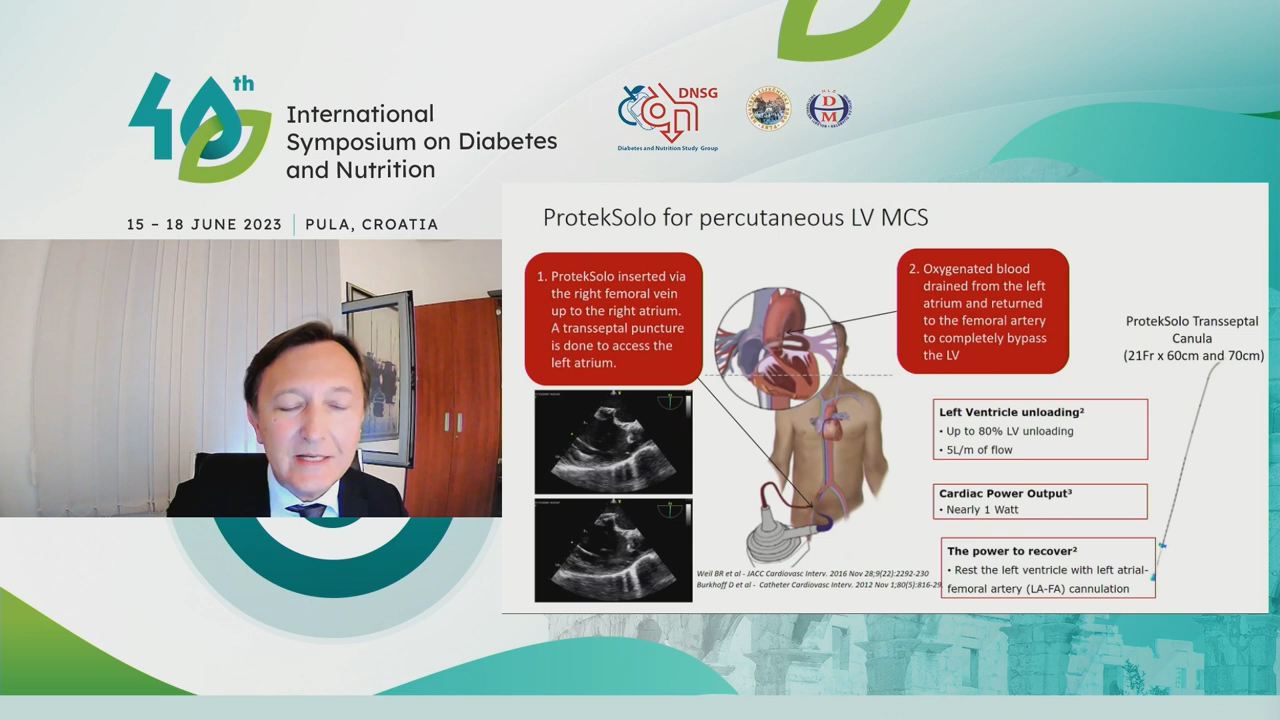 40th
International
Symposium on Diabetes
and Nutrition
15 – 18 JUNE 2023 | PULA, CROATIA
DNSG
Diabetes and Nutrition Study Group
D
M
ProtekSolo for percutaneous LV MCS
1. ProtekSolo inserted via
the right femoral vein
up to the right atrium.
A transseptal puncture
is done to access the
left atrium.
2. Oxygenated blood
drained from the left
atrium and returned
to the femoral artery
to completely bypass
the LV
ProtekSolo Transseptal
Canula
(21Fr x 60cm and 70cm)
Left Ventricle unloading²
• Up to 80% LV unloading
• 5L/m of flow
Cardiac Power Output³
• Nearly 1 Watt
The power to recover²
• Rest the left ventricle with left atrial-
femoral artery (LA-FA) cannulation
Weil BR et al - JACC Cardiovasc Interv. 2016 Nov 28;9(22):2292-230
Burkhoff D et al - Catheter Cardiovasc Interv. 2012 Nov 1;80(5):816-29.